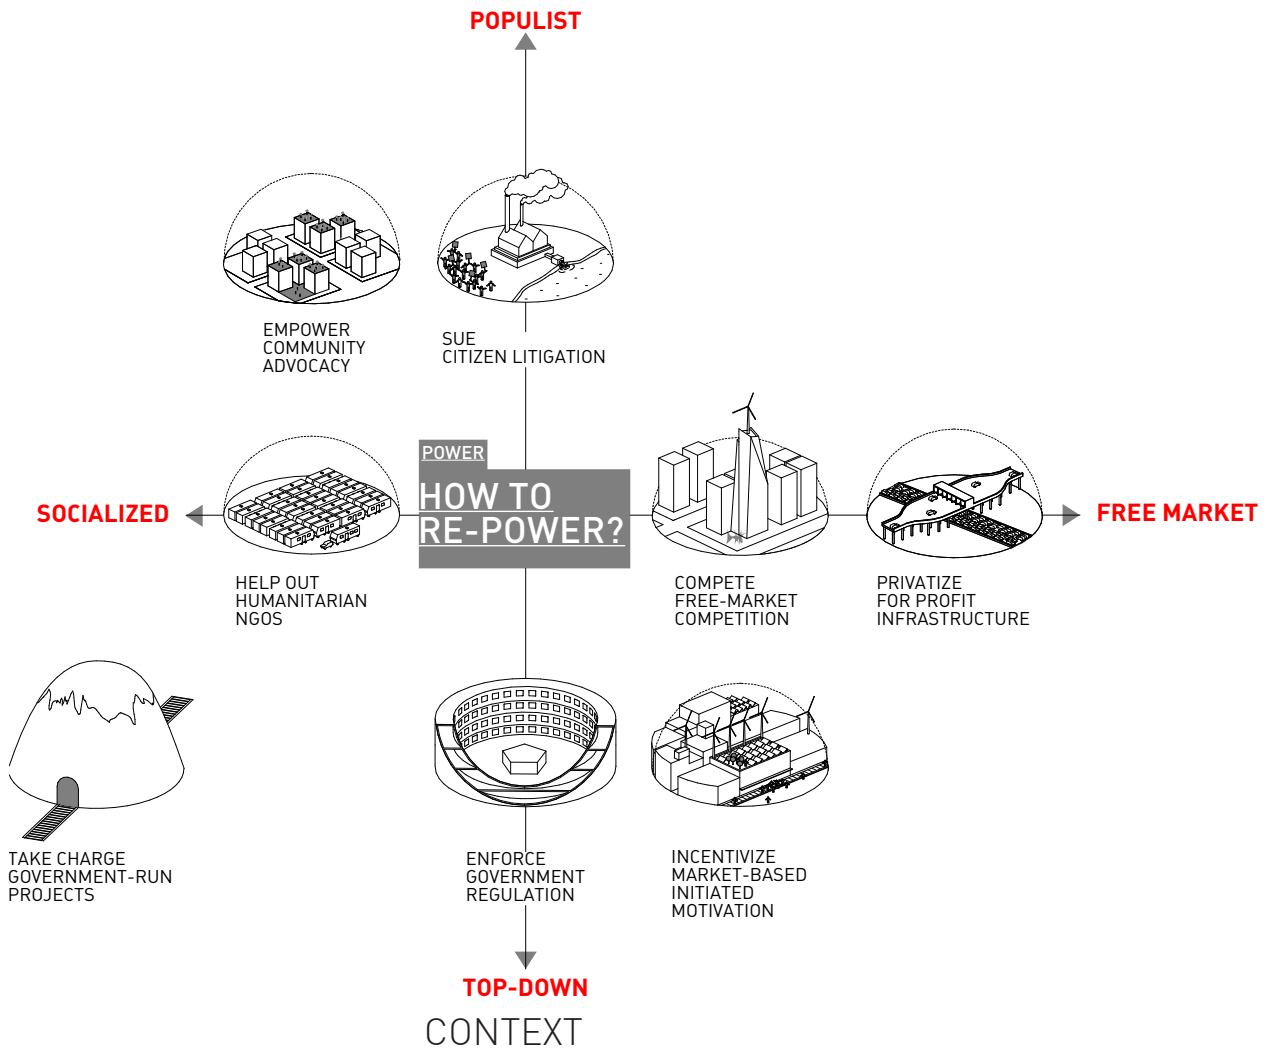 POPULIST
EMPOWER
COMMUNITY
ADVOCACY
SUE
CITIZEN LITIGATION
POWER
HOW TO
RE-POWER?
SOCIALIZED
FREE MARKET
HELP OUT
HUMANITARIAN
NGOS
COMPETE
FREE-MARKET
COMPETITION
PRIVATIZE
FOR PROFIT
INFRASTRUCTURE
TAKE CHARGE
GOVERNMENT-RUN
PROJECTS
ENFORCE
GOVERNMENT
REGULATION
INCENTIVIZE
MARKET-BASED
INITIATED
MOTIVATION
TOP-DOWN
CONTEXT